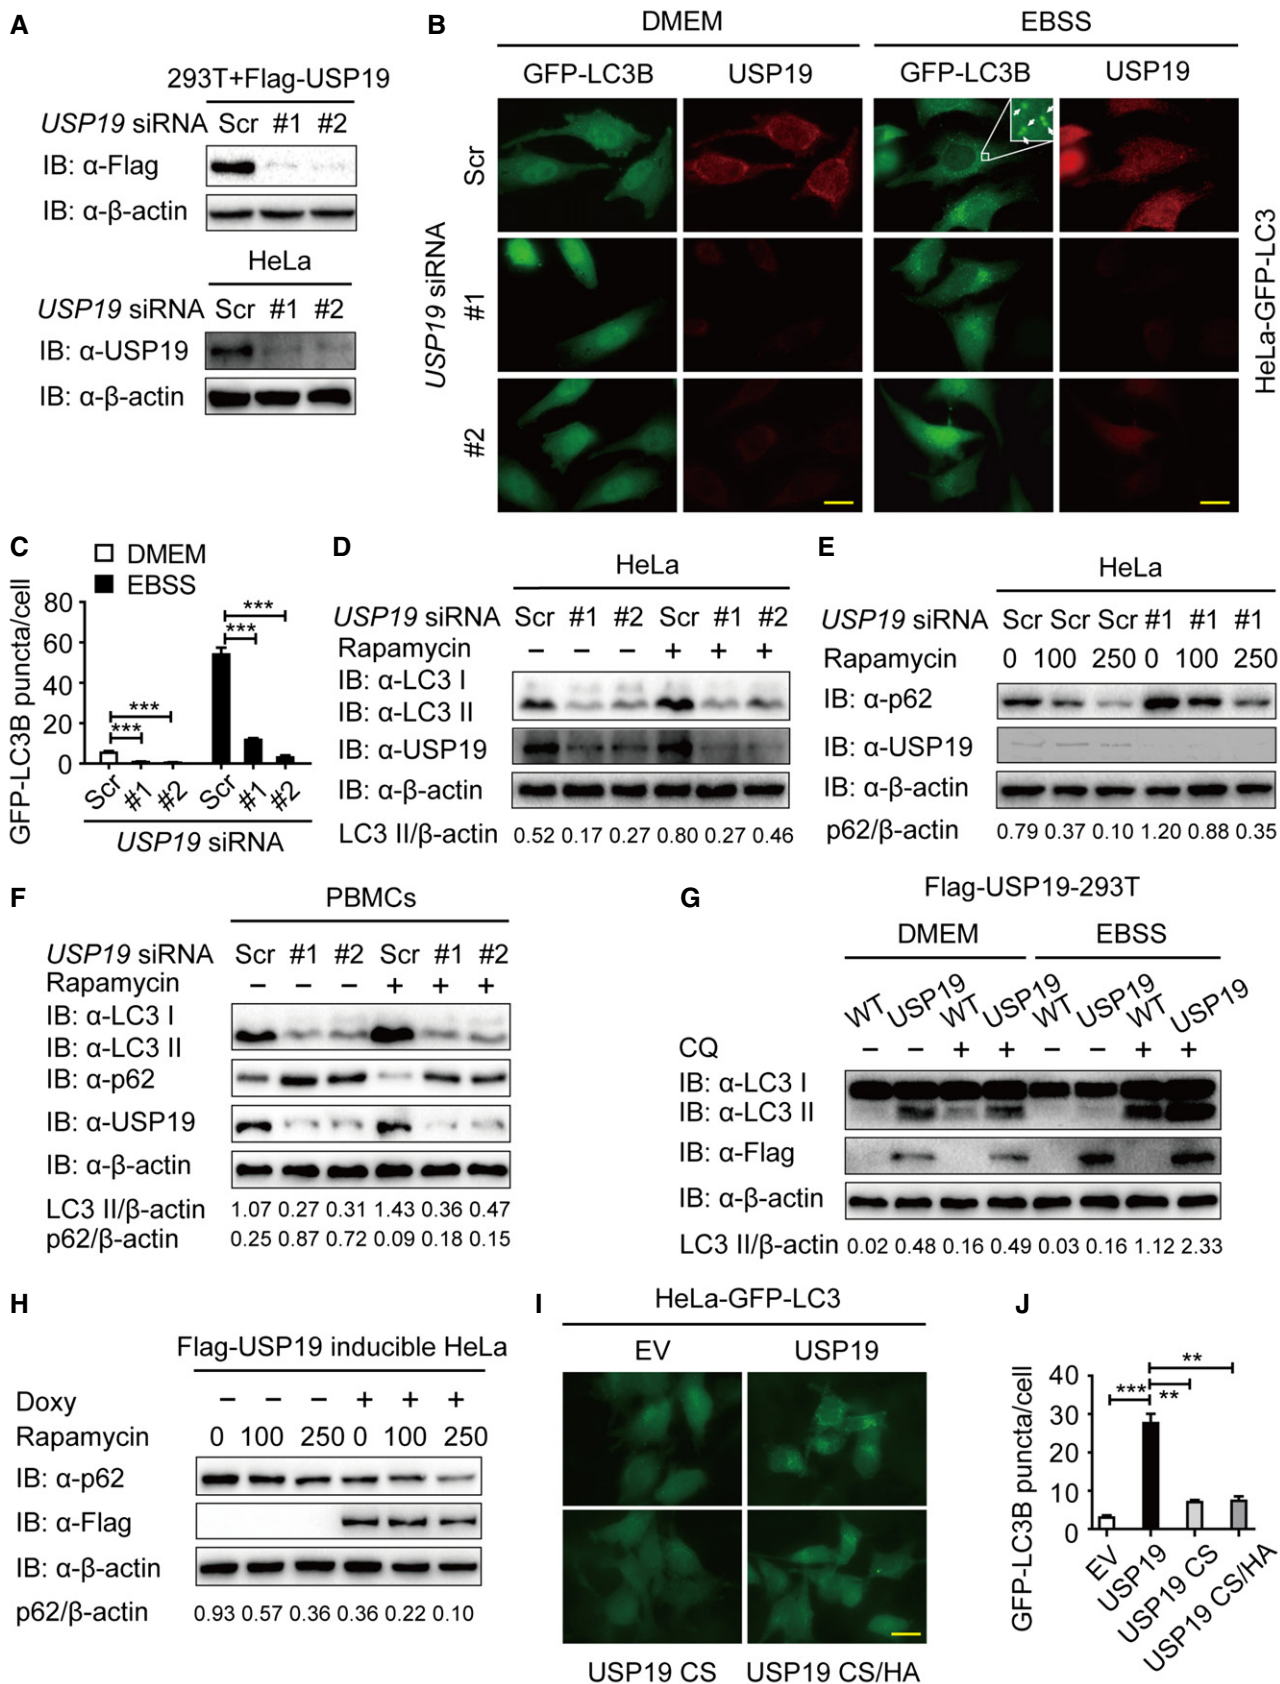 A
293T+Flag-USP19
USP19 siRNA Scr #1 #2
IB: α-Flag
IB: α-β-actin
HeLa
USP19 siRNA Scr #1 #2
IB: α-USP19
IB: α-β-actin
B
DMEM EBSS
GFP-LC3B USP19 GFP-LC3B USP19
USP19 siRNA
Scr
#1
#2
HeLa-GFP-LC3
C
DMEM
EBSS
GFP-LC3B puncta/cell
80
60
40
20
0
*** ***
*** ***
Scr #1 #2 Scr #1 #2
USP19 siRNA
D
HeLa
USP19 siRNA Scr #1 #2 Scr #1 #2
Rapamycin − − − + + +
IB: α-LC3 I
IB: α-LC3 II
IB: α-USP19
IB: α-β-actin
LC3 II/β-actin 0.52 0.17 0.27 0.80 0.27 0.46
E
HeLa
USP19 siRNA Scr Scr Scr #1 #1 #1
Rapamycin 0 100 250 0 100 250
IB: α-p62
IB: α-USP19
IB: α-β-actin
p62/β-actin 0.79 0.37 0.10 1.20 0.88 0.35
F
PBMCs
USP19 siRNA Scr #1 #2 Scr #1 #2
Rapamycin − − − + + +
IB: α-LC3 I
IB: α-LC3 II
IB: α-p62
IB: α-USP19
IB: α-β-actin
LC3 II/β-actin 1.07 0.27 0.31 1.43 0.36 0.47
p62/β-actin 0.25 0.87 0.72 0.09 0.18 0.15
G
Flag-USP19-293T
DMEM EBSS
WT USP19 WT USP19 WT USP19 WT USP19
CQ − − + + − − + +
IB: α-LC3 I
IB: α-LC3 II
IB: α-Flag
IB: α-β-actin
LC3 II/β-actin 0.02 0.48 0.16 0.49 0.03 0.16 1.12 2.33
H
Flag-USP19 inducible HeLa
Doxy − − − + + +
Rapamycin 0 100 250 0 100 250
IB: α-p62
IB: α-Flag
IB: α-β-actin
p62/β-actin 0.93 0.57 0.36 0.36 0.22 0.10
I
HeLa-GFP-LC3
EV USP19
USP19 CS USP19 CS/HA
J
GFP-LC3B puncta/cell
40
30
20
10
0
**
*** **
EV USP19 USP19 CS USP19 CS/HA